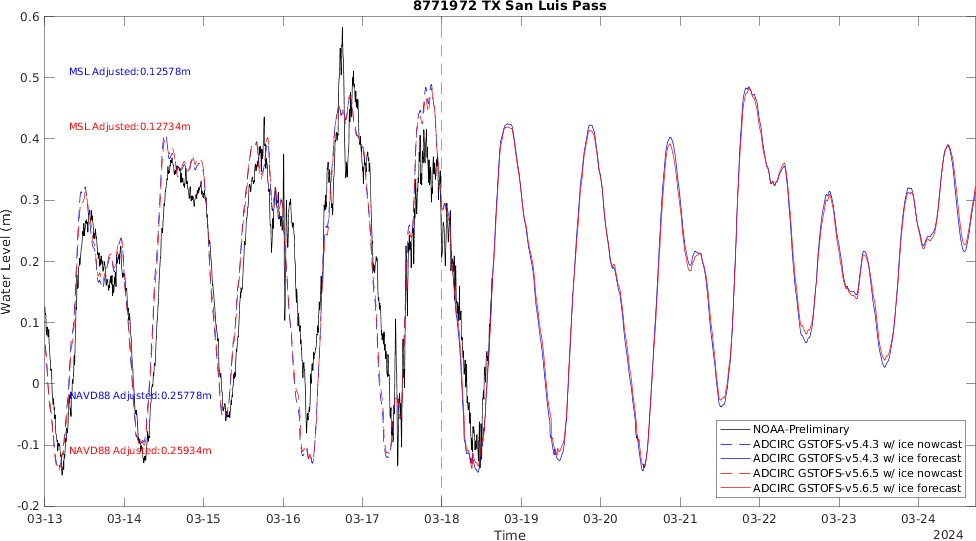 8771972 TX San Luis Pass
0.6
0.5
0.4
0.3
0.2
0.1
0
-0.1
-0.2
Water Level (m)
MSL Adjusted:0.12578m
MSL Adjusted:0.12734m
NAVD88 Adjusted:0.25778m
NAVD88 Adjusted:0.25934m
NOAA-Preliminary
ADCIRC GSTOFS-v5.4.3 w/ ice nowcast
ADCIRC GSTOFS-v5.4.3 w/ ice forecast
ADCIRC GSTOFS-v5.6.5 w/ ice nowcast
ADCIRC GSTOFS-v5.6.5 w/ ice forecast
03-13 03-14 03-15 03-16 03-17 03-18 03-19 03-20 03-21 03-22 03-23 03-24
Time
2024